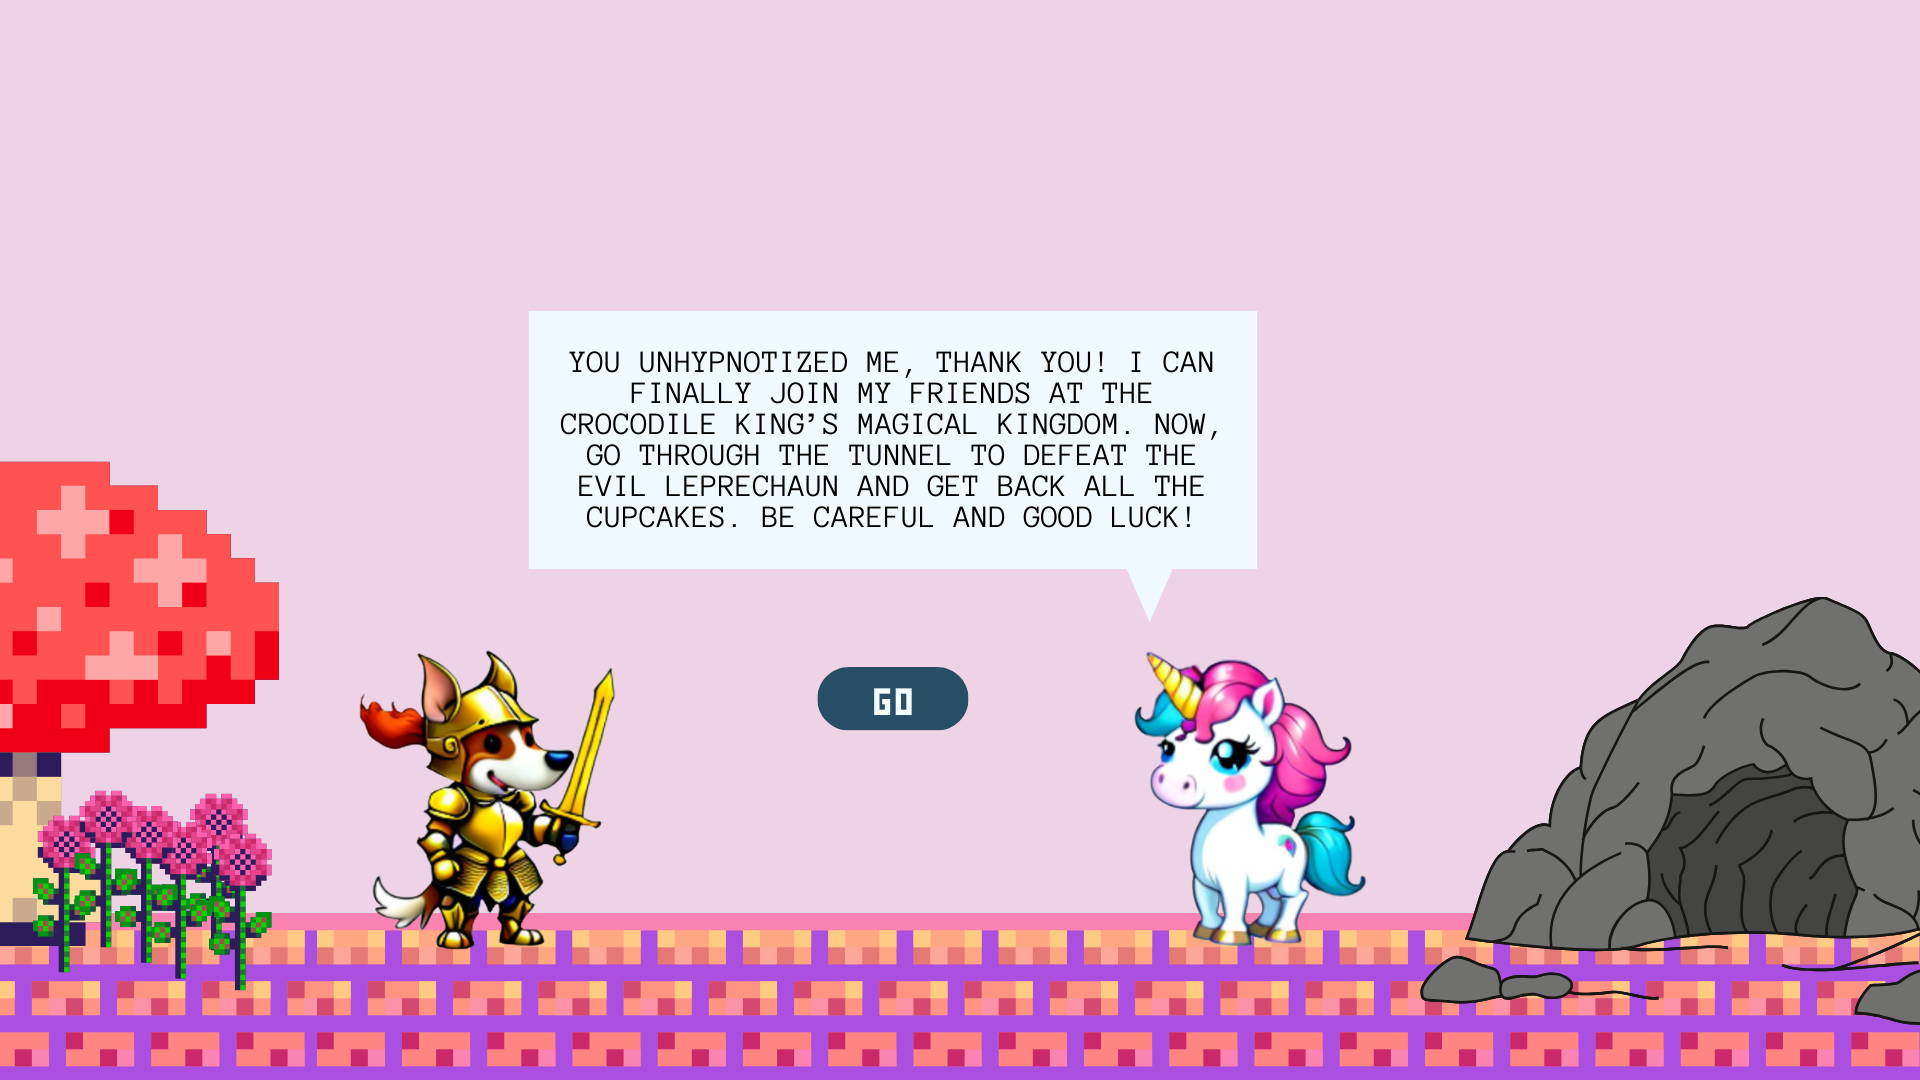 YOU UNHYPNOTIZED ME, THANK YOU! I CAN
FINALLY JOIN MY FRIENDS AT THE
CROCODILE KING’S MAGICAL KINGDOM. NOW,
GO THROUGH THE TUNNEL TO DEFEAT THE
EVIL LEPRECHAUN AND GET BACK ALL THE
CUPCAKES. BE CAREFUL AND GOOD LUCK!
GO